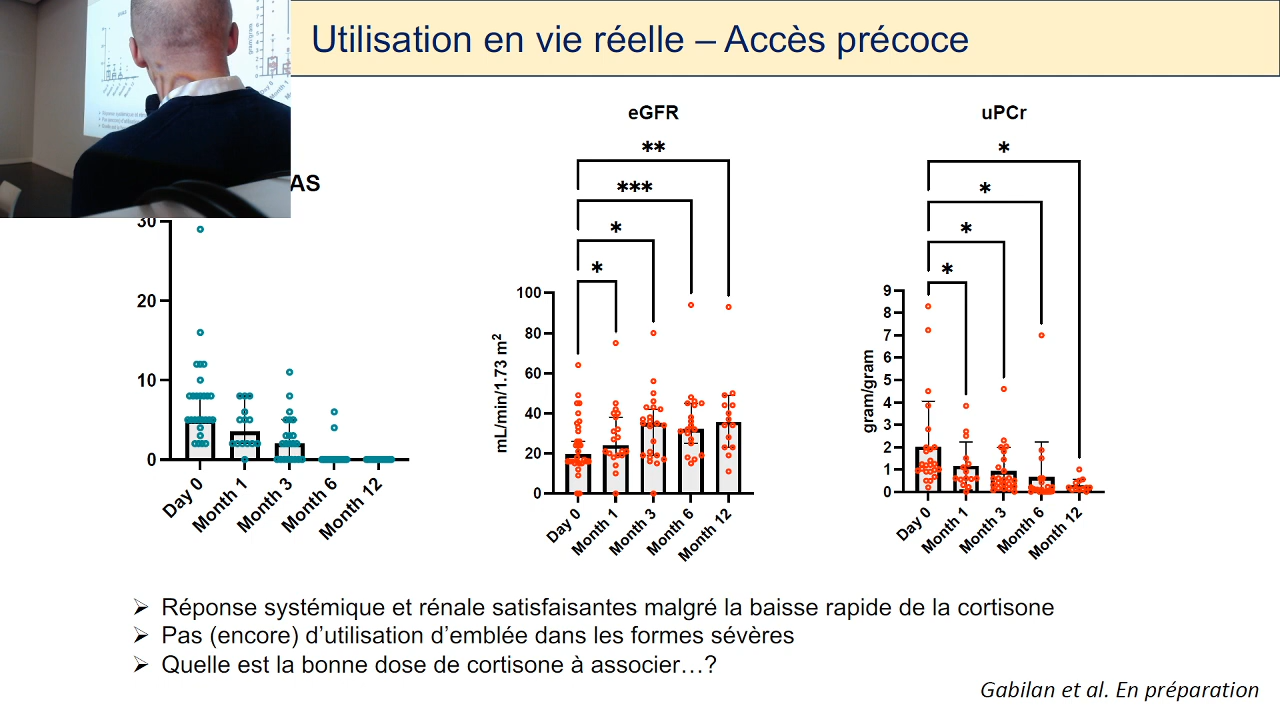 Utilisation en vie réelle – Accès précoce
AS
30
20
10
0
Day 0
Month 1
Month 3
Month 6
Month 12
eGFR
**
***
*
*
mL/min/1.73 m²
100
80
60
40
20
0
Day 0
Month 1
Month 3
Month 6
Month 12
uPCr
*
*
*
*
gram/gram
9
8
7
6
5
4
3
2
1
0
Day 0
Month 1
Month 3
Month 6
Month 12
➢ Réponse systémique et rénale satisfaisantes malgré la baisse rapide de la cortisone
➢ Pas (encore) d’utilisation d’emblée dans les formes sévères
➢ Quelle est la bonne dose de cortisone à associer…?
Gabilan et al. En préparation